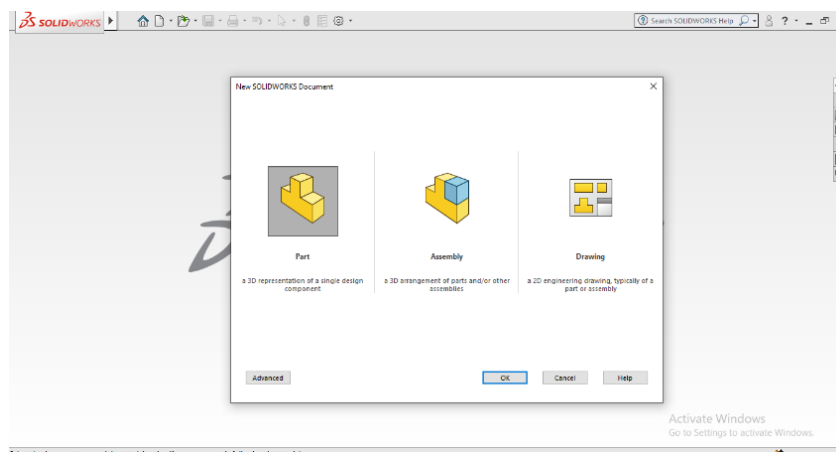 SOLIDWORKS
Search SOLIDWORKS Help
?
New SOLIDWORKS Document
Part
Assembly
Drawing
a 3D representation of a single design
component
a 3D arrangement of parts and/or other
assemblies
a 2D engineering drawing, typically of a
part or assembly
Advanced
OK
Cancel
Help
Activate Windows
Go to Settings to activate Windows.